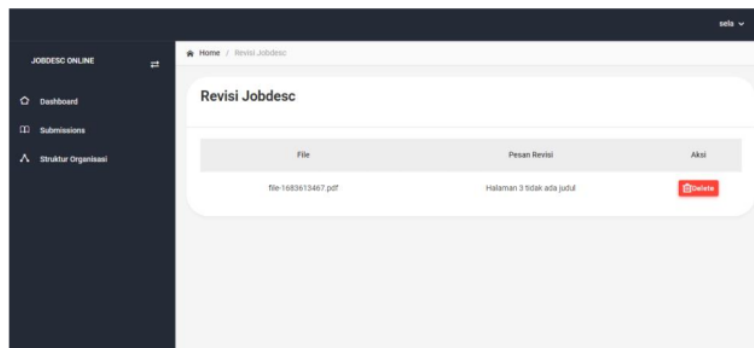 sela
JOBDESC ONLINE
Home / Revisi Jobdesc
Dashboard
Submissions
Struktur Organisasi
Revisi Jobdesc
File Pesan Revisi Aksi
file-1683613467.pdf Halaman 3 tidak ada judul Delete